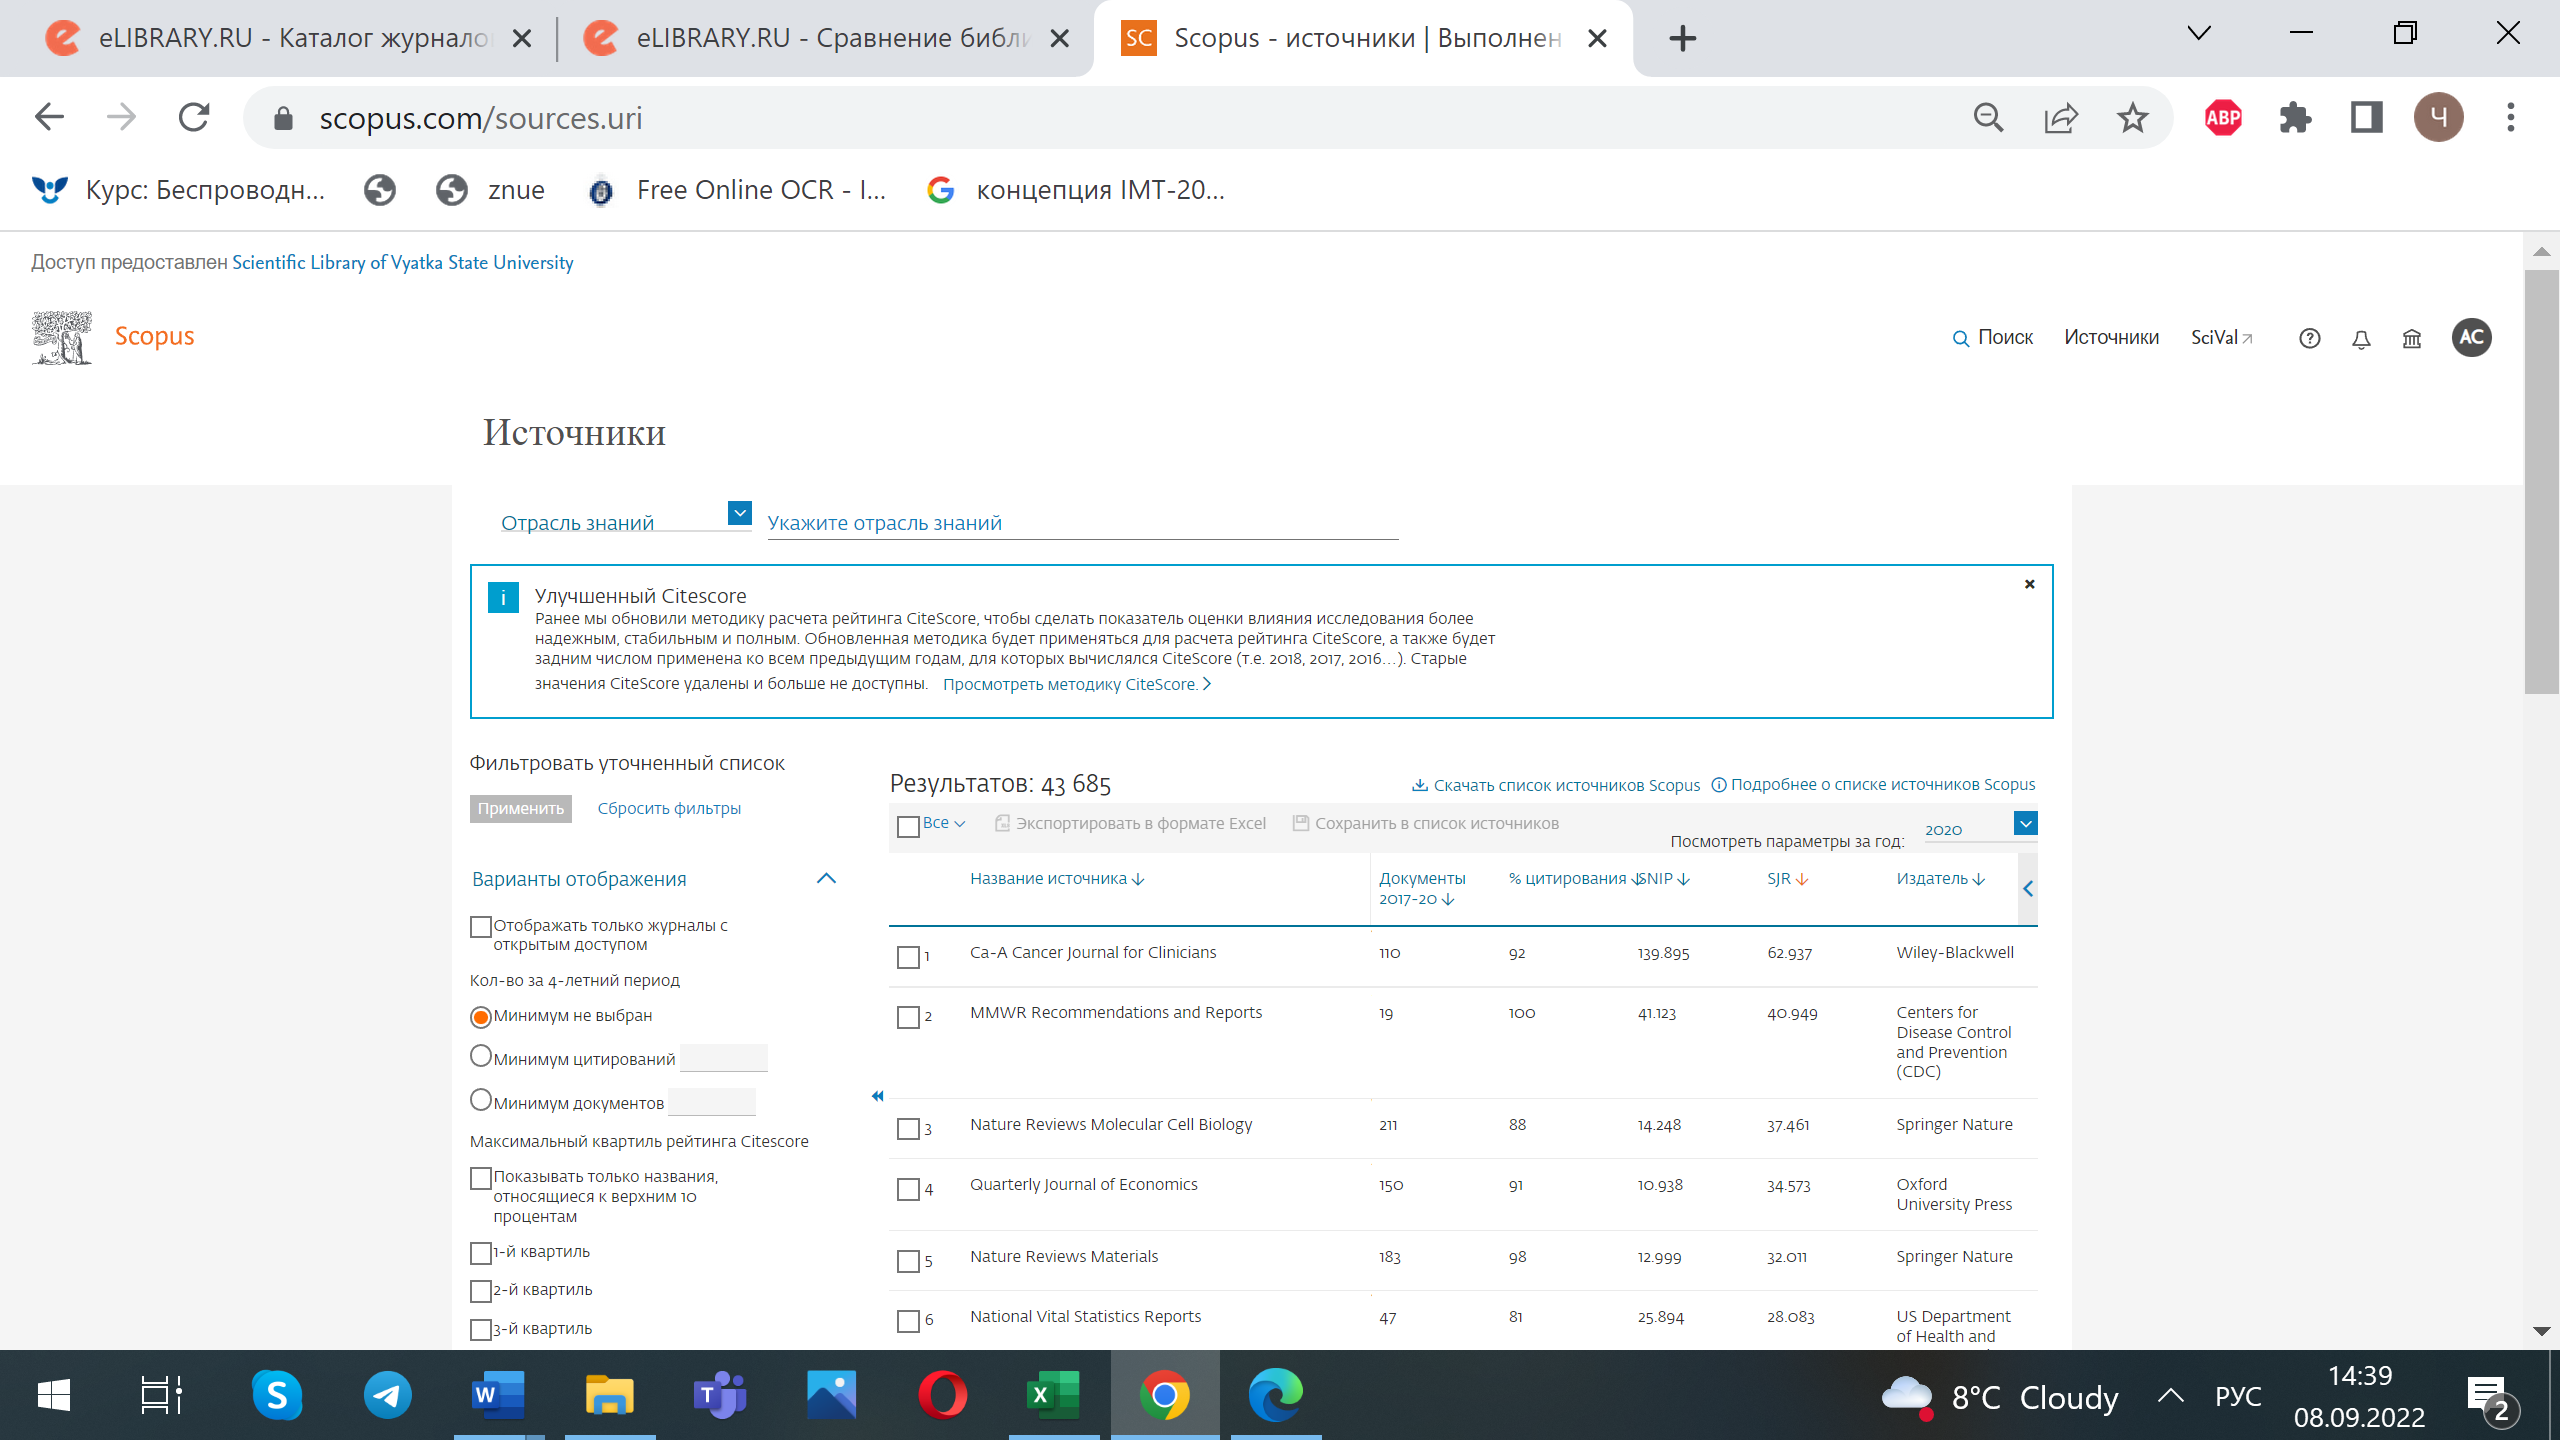 eLIBRARY.RU - Каталог журнало
eLIBRARY.RU - Сравнение библи
SC Scopus - источники | Выполнен
scopus.com/sources.uri
ABP
Ч
Курс: Беспроводн...
znue
Free Online OCR - I...
концепция IMT-20...
Доступ предоставлен Scientific Library of Vyatka State University
Scopus
Поиск Источники SciVal AC
Источники
Отрасль знаний Укажите отрасль знаний
i Улучшенный Citescore
Ранее мы обновили методику расчета рейтинга CiteScore, чтобы сделать показатель оценки влияния исследования более
надежным, стабильным и полным. Обновленная методика будет применяться для расчета рейтинга CiteScore, а также будет
задним числом применена ко всем предыдущим годам, для которых вычислялся CiteScore (т.е. 2018, 2017, 2016...). Старые
значения CiteScore удалены и больше не доступны. Просмотреть методику CiteScore.
Фильтровать уточненный список
Применить Сбросить фильтры
Варианты отображения
Отображать только журналы с
открытым доступом
Кол-во за 4-летний период
Минимум не выбран
Минимум цитирований
Минимум документов
Максимальный квартиль рейтинга Citescore
Показывать только названия,
относящиеся к верхним 10
процентам
1-й квартиль
2-й квартиль
3-й квартиль
Результатов: 43 685
Скачать список источников Scopus Подробнее о списке источников Scopus
Все Экспортировать в формате Excel Сохранить в список источников
Посмотреть параметры за год: 2020
Название источника Документы % цитирования SNIP SJR Издатель
2017-20
1 Ca-A Cancer Journal for Clinicians 110 92 139.895 62.937 Wiley-Blackwell
2 MMWR Recommendations and Reports 19 100 41.123 40.949 Centers for
Disease Control
and Prevention
(CDC)
3 Nature Reviews Molecular Cell Biology 211 88 14.248 37.461 Springer Nature
4 Quarterly Journal of Economics 150 91 10.938 34.573 Oxford
University Press
5 Nature Reviews Materials 183 98 12.999 32.011 Springer Nature
6 National Vital Statistics Reports 47 81 25.894 28.083 US Department
of Health and
8°C Cloudy
РУС
14:39
08.09.2022
2